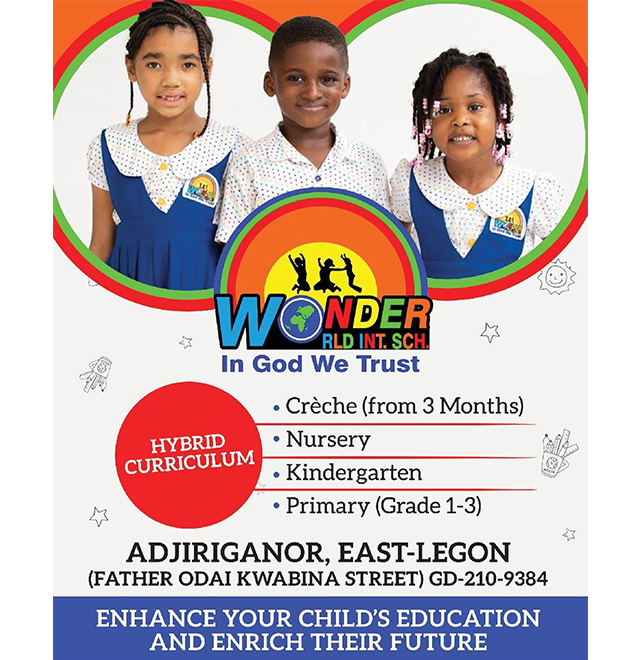 WONDER
RLD INT. SCH.
In God We Trust
HYBRID
CURRICULUM
• Crèche (from 3 Months)
• Nursery
• Kindergarten
• Primary (Grade 1-3)
ADJIRIGANOR, EAST-LEGON
(FATHER ODAI KWABINA STREET) GD-210-9384
ENHANCE YOUR CHILD'S EDUCATION
AND ENRICH THEIR FUTURE